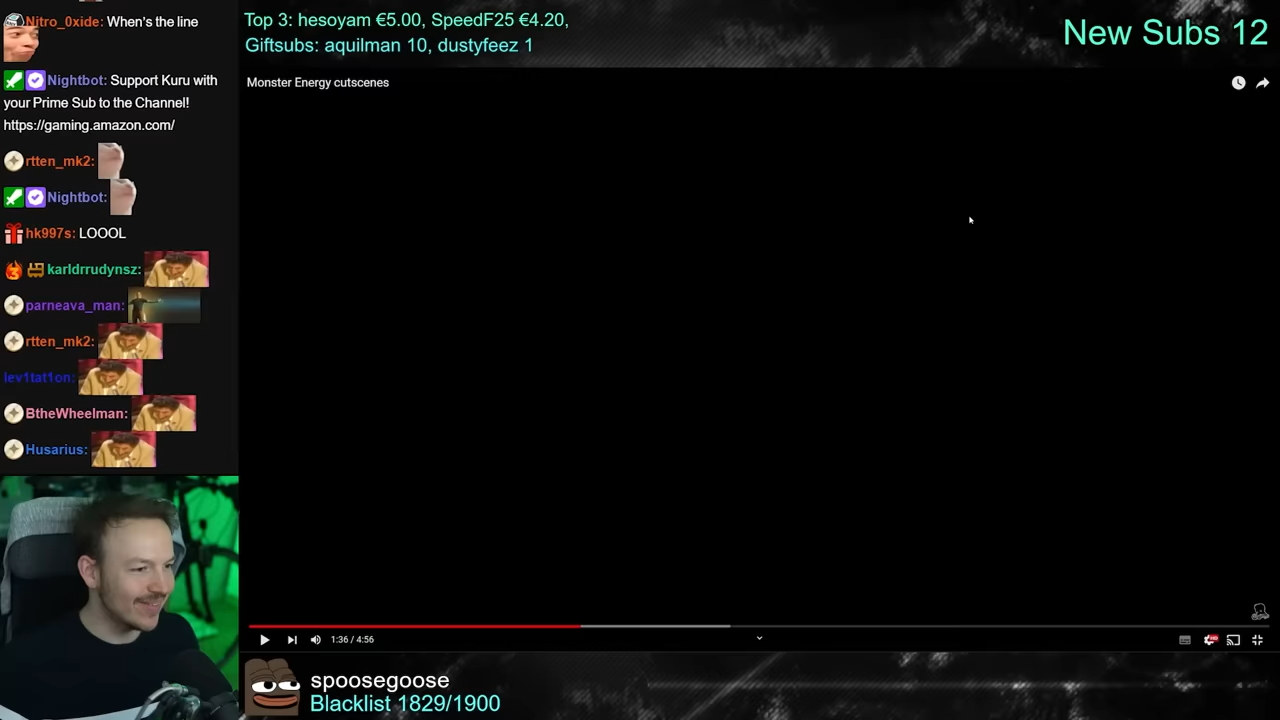 Nitro_0xide: When's the line
Nightbot: Support Kuru with
your Prime Sub to the Channel!
https://gaming.amazon.com/
rtten_mk2:
Nightbot:
hk997s: LOOOL
karldrrudynsz:
parneava_man:
rtten_mk2:
lev1tat1on:
BtheWheelman:
Husarius:
Top 3: hesoyam €5.00, SpeedF25 €4.20,
Giftsubs: aquilman 10, dustyfeez 1
New Subs 12
Monster Energy cutscenes
1:36 / 4:56
spoosegoose
Blacklist 1829/1900